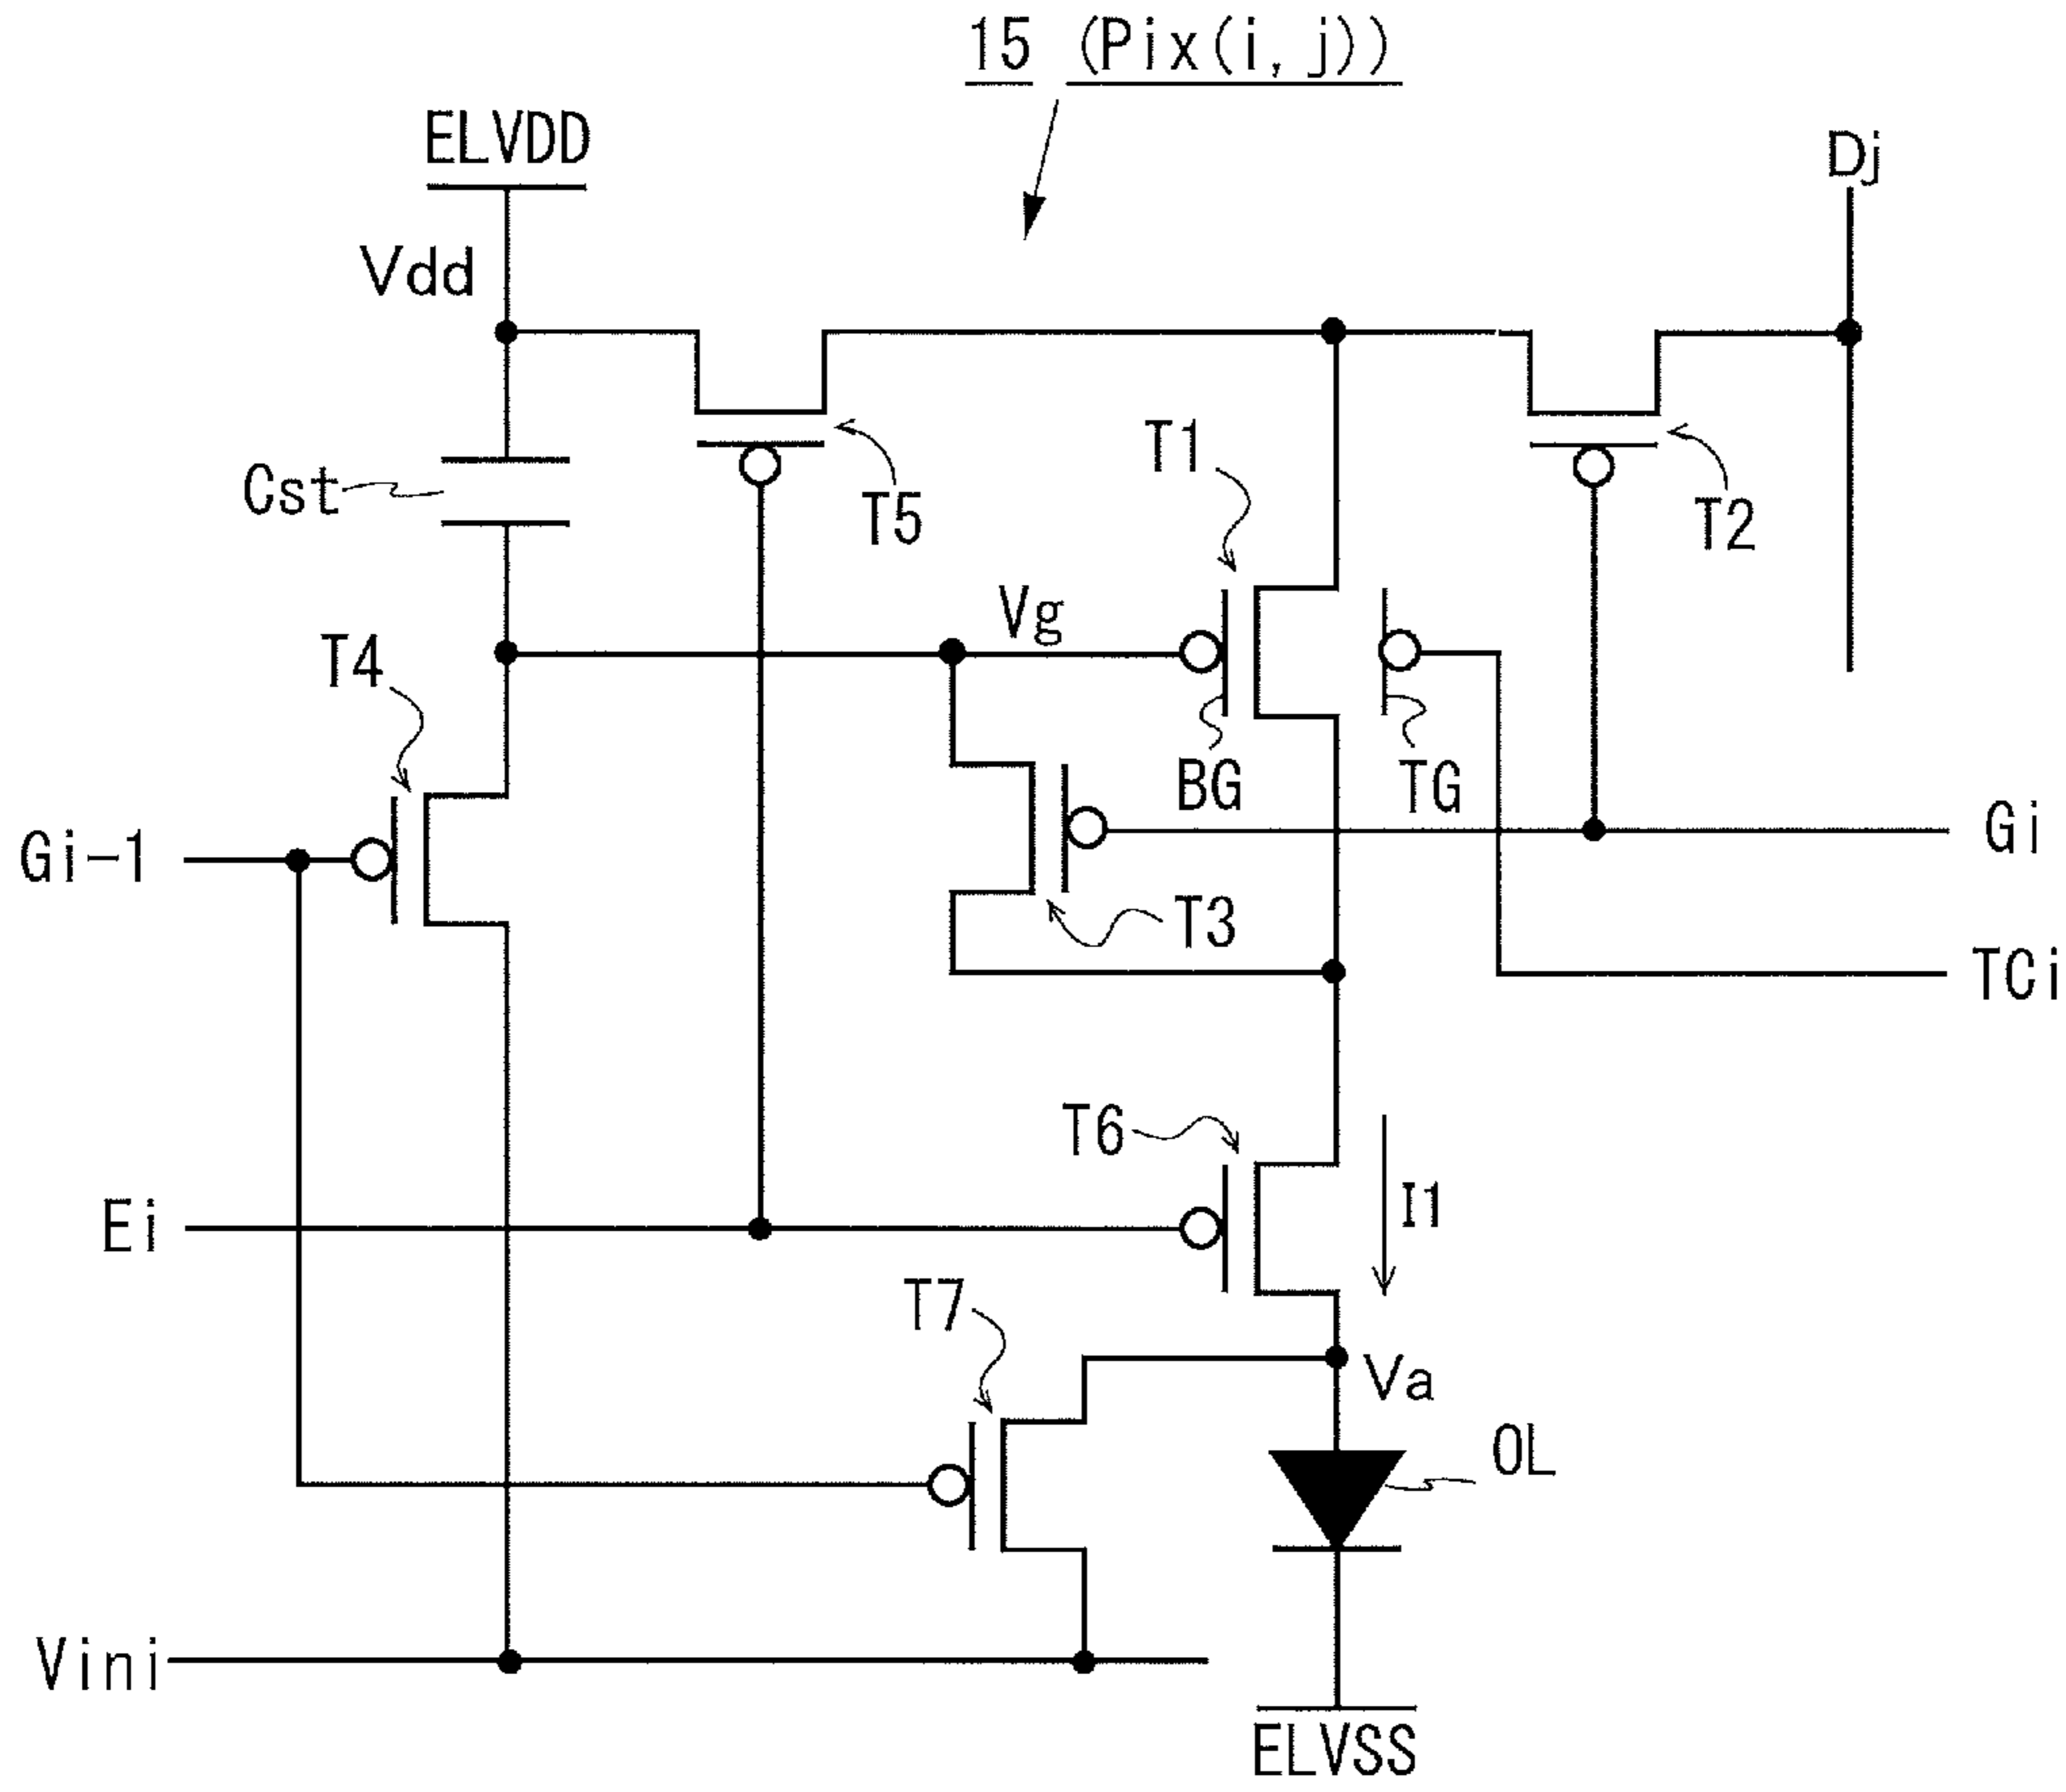 15 (Pix(i,j))
ELVDD
Dj
Vdd
T1
Cst
T5
T2
Vg
T4
BG
TG
Gi-1
Gi
T3
TCi
T6
Ei
I1
T7
Va
OL
Vini
ELVSS